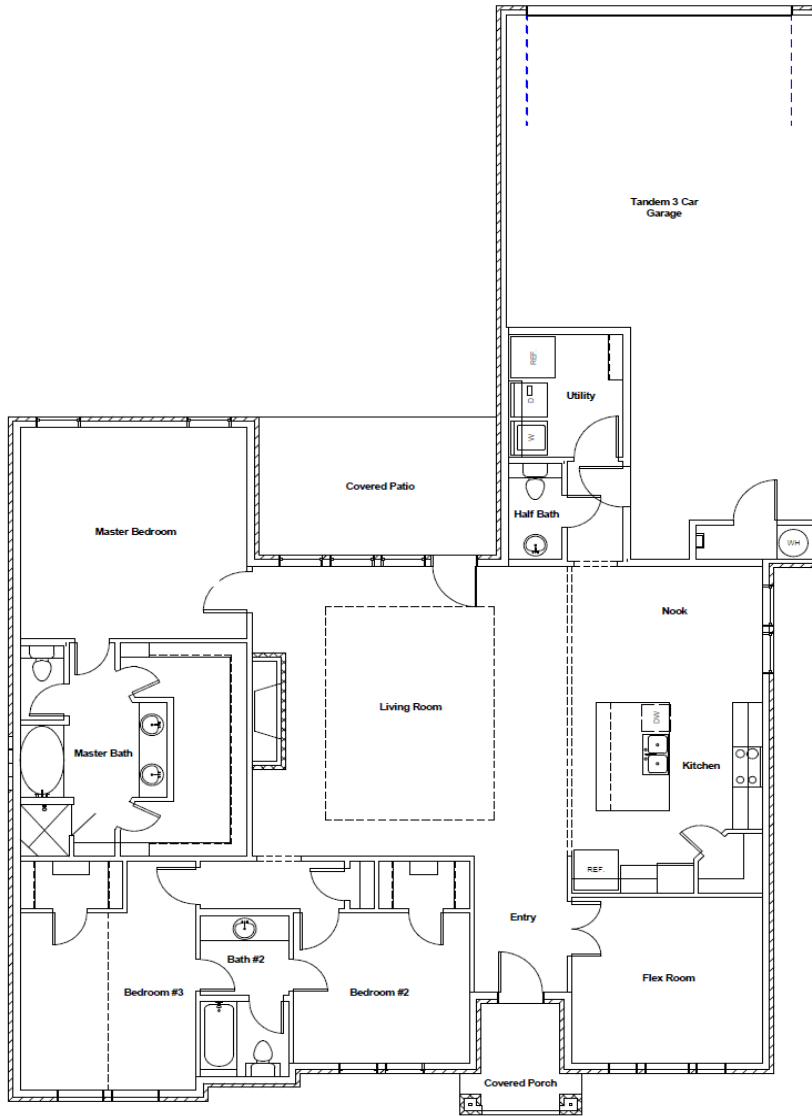 Tandem 3 Car
Garage
REF.
D
Utility
W
Covered Patio
Half Bath
Master Bedroom
WH
Nook
Living Room
DW
Master Bath
Kitchen
REF.
Entry
Bath #2
Flex Room
Bedroom #3
Bedroom #2
Covered Porch